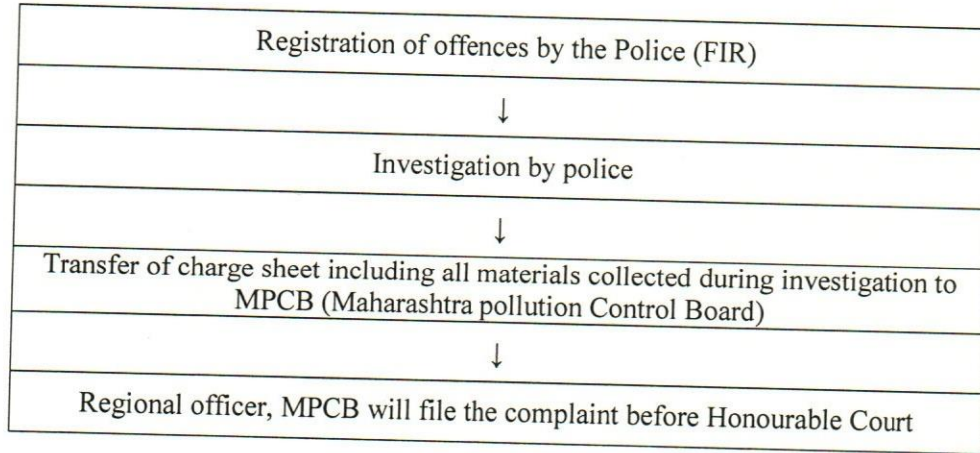 Registration of offences by the Police (FIR)
↓
Investigation by police
↓
Transfer of charge sheet including all materials collected during investigation to
MPCB (Maharashtra pollution Control Board)
↓
Regional officer, MPCB will file the complaint before Honourable Court